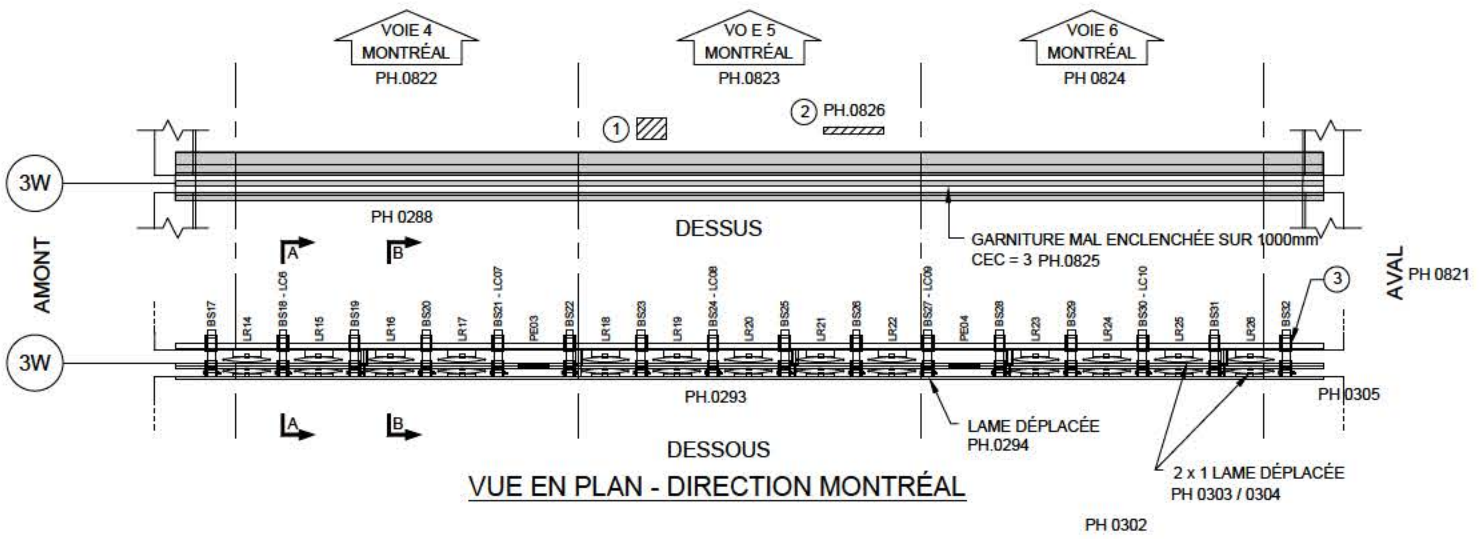 VOIE 4
MONTRÉAL
PH.0822
VO E 5
MONTRÉAL
PH.0823
VOIE 6
MONTRÉAL
PH 0824
1
2 PH.0826
3W
PH 0288
DESSUS
GARNITURE MAL ENCLENCHÉE SUR 1000mm
CEC = 3 PH.0825
A
B
AMONT
AVAL
PH 0821
3
BS17
LR14
BS18 - LC6
LR15
BS19
LR16
BS20
LR17
BS21 - LC07
PE03
BS22
LR18
BS23
LR19
BS24 - LC08
LR20
BS25
LR21
BS26
LR22
BS27 - LC09
PE04
BS28
LR23
BS29
LR24
BS30 - LC10
LR25
BS31
LR26
BS32
3W
PH.0293
PH 0305
A
B
LAME DÉPLACÉE
PH.0294
DESSOUS
2 x 1 LAME DÉPLACÉE
PH 0303 / 0304
VUE EN PLAN - DIRECTION MONTRÉAL
PH 0302